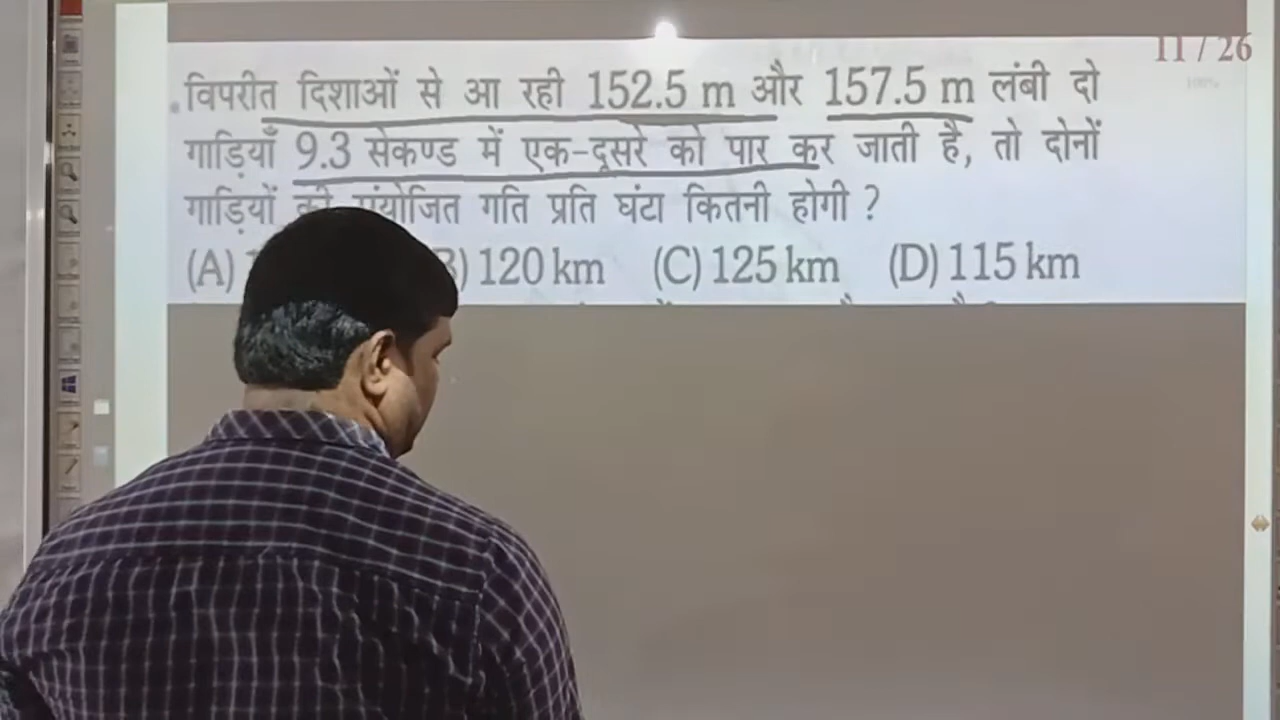 11 / 26
विपरीत दिशाओं से आ रही 152.5 m और 157.5 m लंबी दो
गाड़ियाँ 9.3 सेकण्ड में एक-दूसरे को पार कर जाती है, तो दोनों
गाड़ियों की संयोजित गति प्रति घंटा कितनी होगी ?
(A) 1 B) 120 km (C) 125 km (D) 115 km